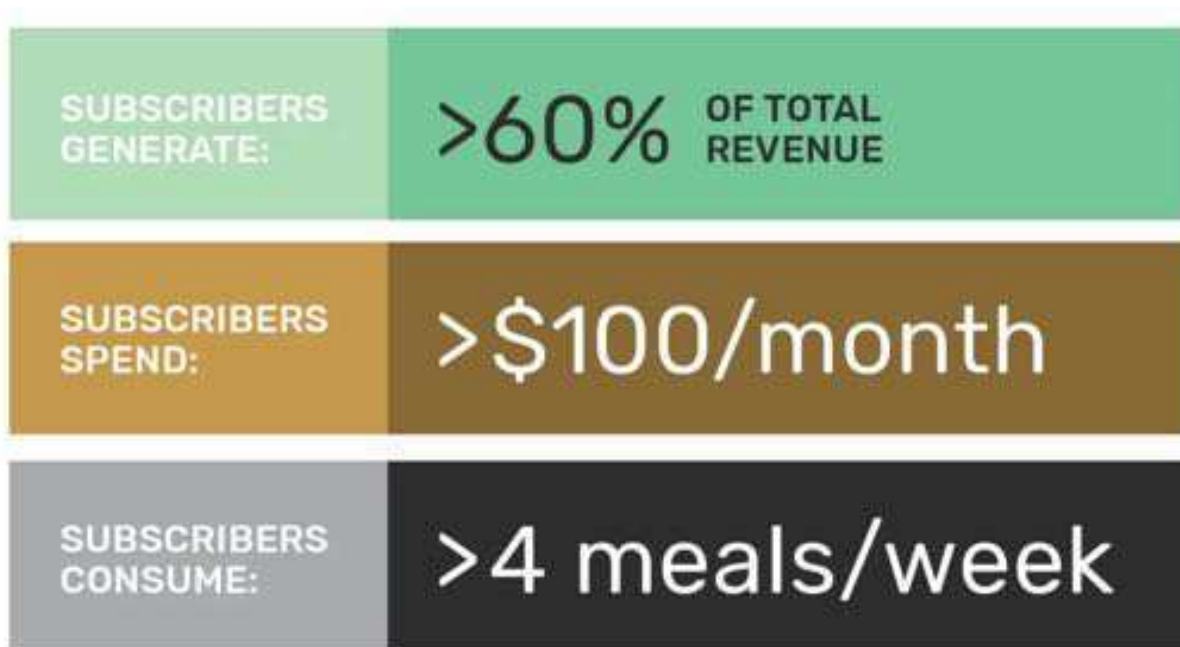 SUBSCRIBERS
GENERATE:
>60%
OF TOTAL
REVENUE
SUBSCRIBERS
SPEND:
>$100/month
SUBSCRIBERS
CONSUME:
>4 meals/week